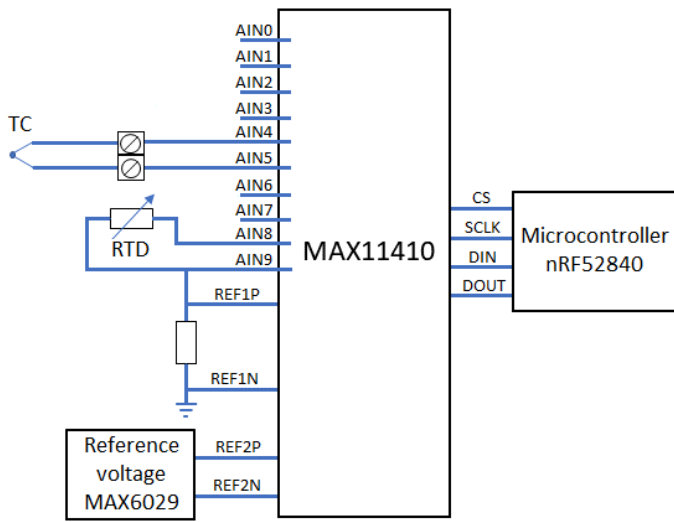 AIN0
AIN1
AIN2
AIN3
TC
AIN4
AIN5
AIN6
AIN7
RTD
AIN8
AIN9
REF1P
REF1N
REF2P
REF2N
Reference
voltage
MAX6029
MAX11410
CS
SCLK
DIN
DOUT
Microcontroller
nRF52840